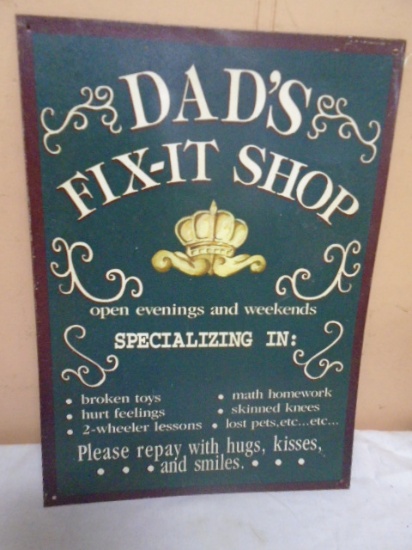 DAD'S
FIX-IT SHOP
open evenings and weekends
SPECIALIZING IN:
• broken toys
• hurt feelings
• 2-wheeler lessons
• math homework
• skinned knees
• lost pets,etc...etc...
Please repay with hugs, kisses,
• • • and smiles. • • •